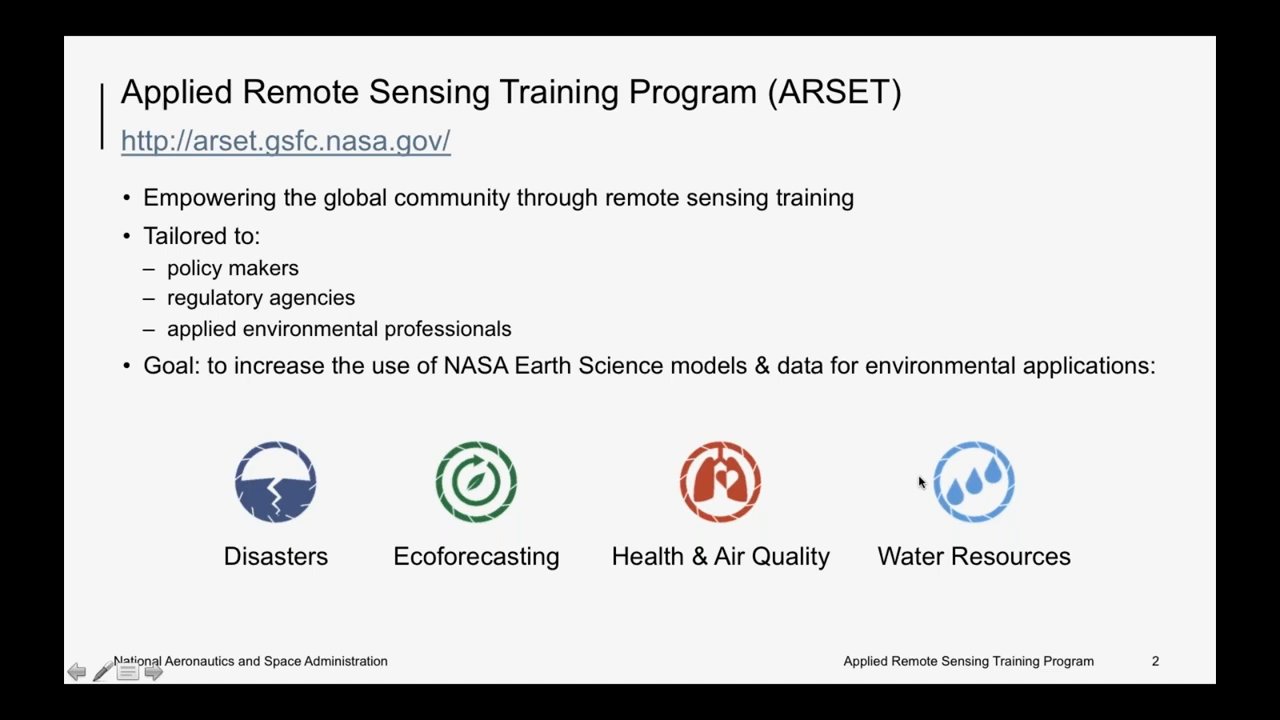 Applied Remote Sensing Training Program (ARSET)
http://arset.gsfc.nasa.gov/
• Empowering the global community through remote sensing training
• Tailored to:
– policy makers
– regulatory agencies
– applied environmental professionals
• Goal: to increase the use of NASA Earth Science models & data for environmental applications:
Disasters
Ecoforecasting
Health & Air Quality
Water Resources
National Aeronautics and Space Administration
Applied Remote Sensing Training Program
2